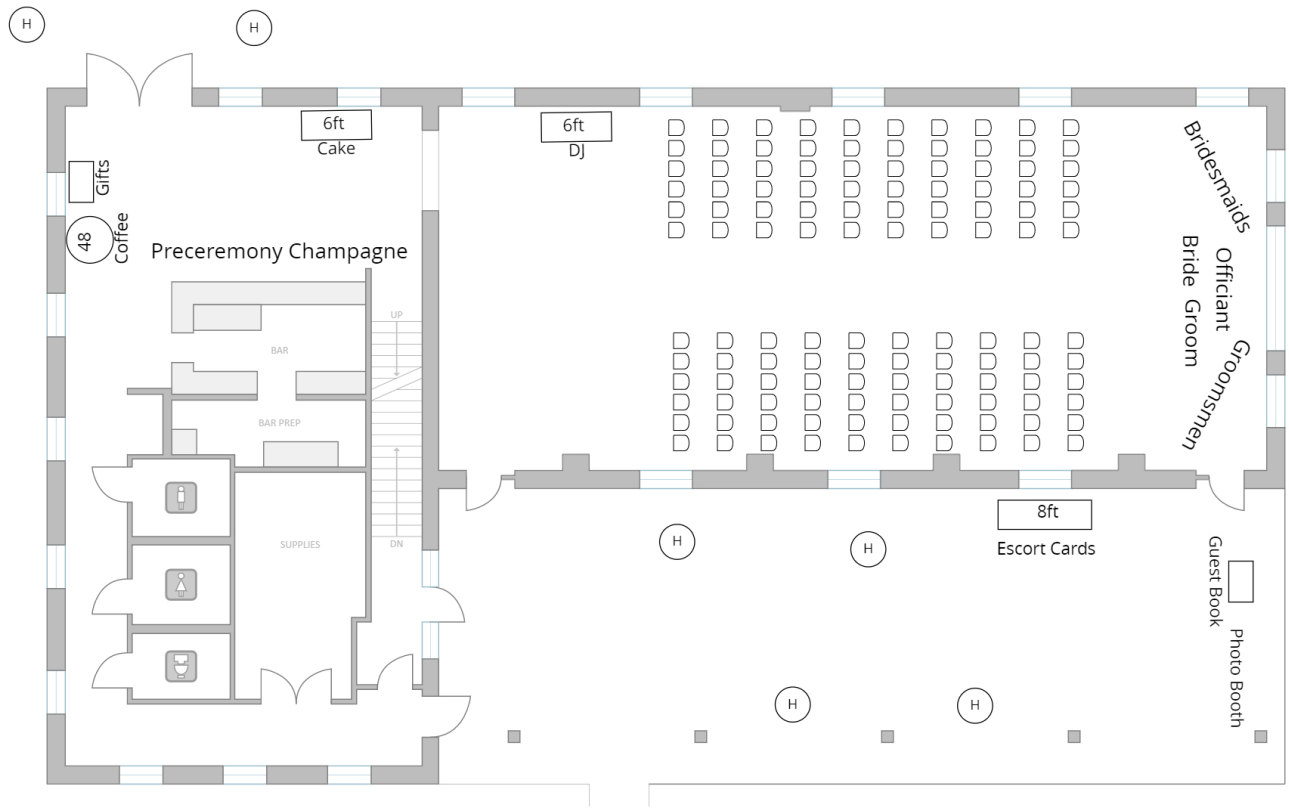 H
H
6ft
Cake
6ft
DJ
Gifts
48
Coffee
Preceremony Champagne
Bridesmaids
Officiant
Bride Groom
Groomsmen
UP
BAR
BAR PREP
SUPPLIES
DN
8ft
Escort Cards
H
H
Guest Book
Photo Booth
H
H